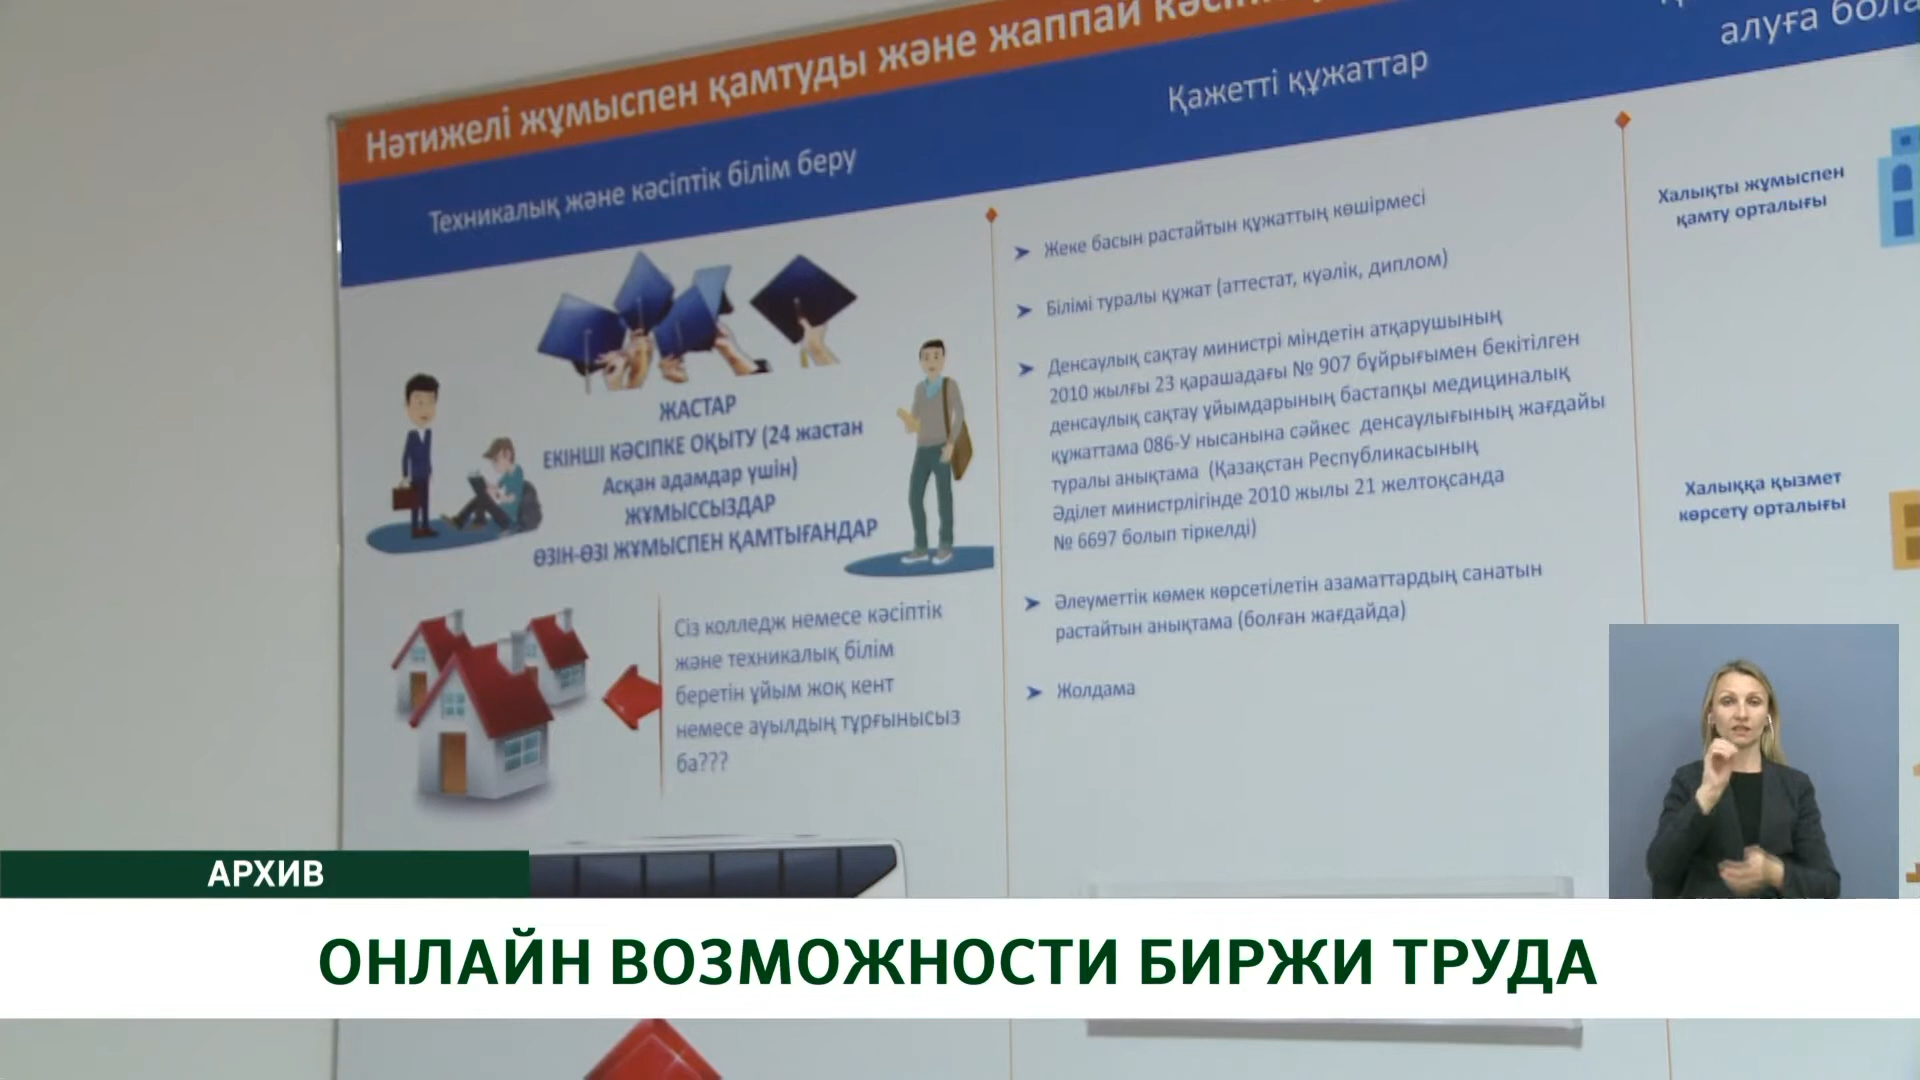 Нәтижелі жұмыспен қамтуды және жаппай
алуға
Техникалық және кәсіптік білім беру
Қажетті құжаттар
ЖАСТАР
ЕКІНШІ КӘСІПКЕ ОҚЫТУ (24 жастан
Асқан адамдар үшін)
ЖҰМЫССЫЗДАР
ӨЗІН-ӨЗІ ЖҰМЫСПЕН ҚАМТЫҒАНДАР
Сіз колледж немесе кәсіптік
және техникалық білім
беретін ұйым жоқ кент
немесе ауылдың тұрғынысыз
ба???
➤ Жеке басын растайтын құжаттың көшірмесі
➤ Білімі туралы құжат (аттестат, куәлік, диплом)
➤ Денсаулық сақтау министрі міндетін атқарушының
2010 жылғы 23 қарашадағы № 907 бұйрығымен бекітілген
денсаулық сақтау ұйымдарының бастапқы медициналық
құжаттама 086-У нысанына сәйкес денсаулығының жағдайы
туралы анықтама (Қазақстан Республикасының
Әділет министрлігінде 2010 жылы 21 желтоқсанда
№ 6697 болып тіркелді)
➤ Әлеуметтік көмек көрсетілетін азаматтардың санатын
растайтын анықтама (болған жағдайда)
➤ Жолдама
Халықты жұмыспен
қамту орталығы
Халыққа қызмет
көрсету орталығы
АРХИВ
ОНЛАЙН ВОЗМОЖНОСТИ БИРЖИ ТРУДА